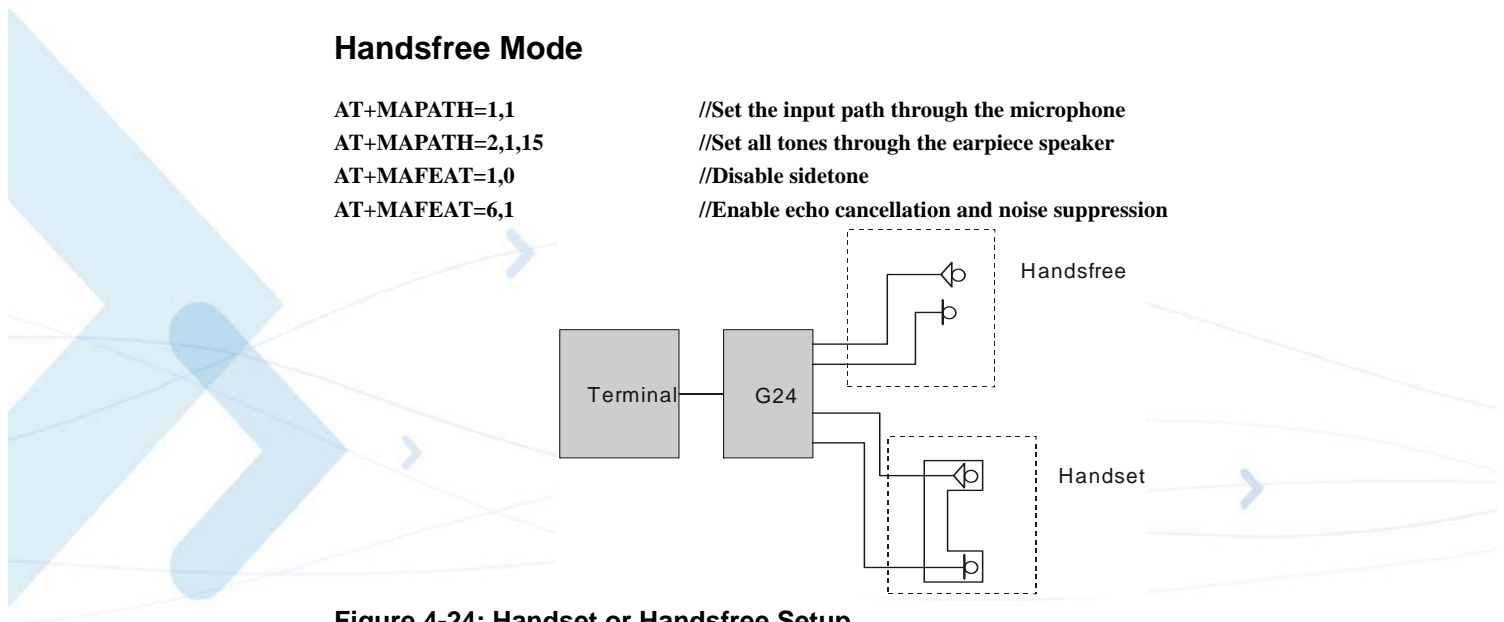 Handsfree Mode
AT+MAPATH=1,1 //Set the input path through the microphone
AT+MAPATH=2,1,15 //Set all tones through the earpiece speaker
AT+MAFEAT=1,0 //Disable sidetone
AT+MAFEAT=6,1 //Enable echo cancellation and noise suppression
Handsfree
Terminal
G24
Handset
Figure 4-24: Handset or Handsfree Setup